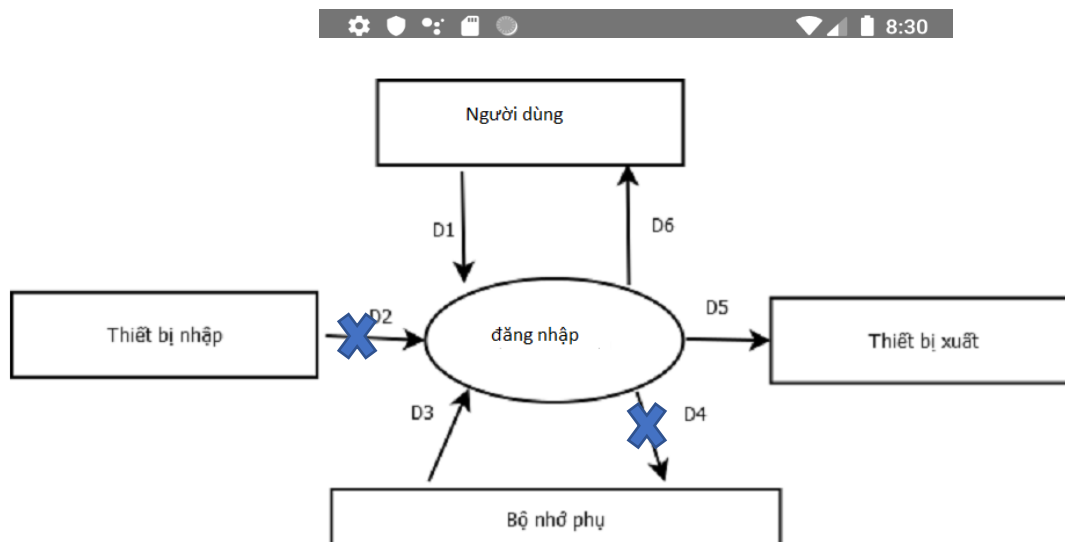 8:30
Người dùng
D1
D6
Thiết bị nhập
D2
đăng nhập
D5
Thiết bị xuất
D3
D4
Bộ nhớ phụ